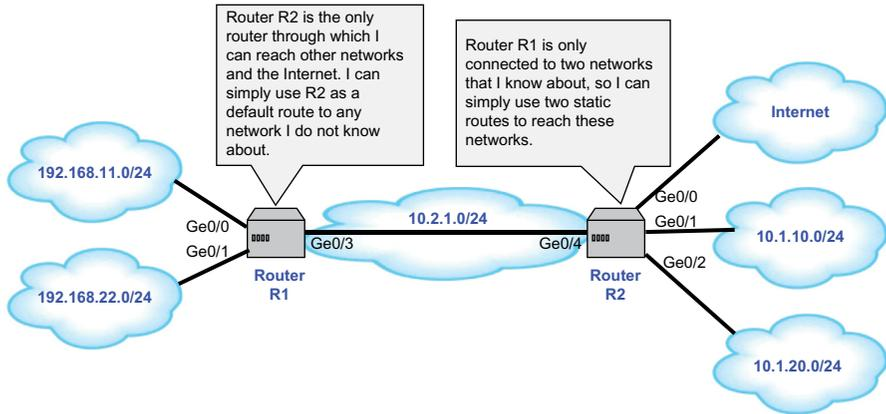 Router R2 is the only
router through which I
can reach other networks
and the Internet. I can
simply use R2 as a
default route to any
network I do not know
about.
Router R1 is only
connected to two networks
that I know about, so I can
simply use two static
routes to reach these
networks.
Internet
192.168.11.0/24
Ge0/0
Ge0/1
Ge0/3
Router
R1
192.168.22.0/24
10.2.1.0/24
Ge0/4
Router
R2
Ge0/0
Ge0/1
Ge0/2
10.1.10.0/24
10.1.20.0/24